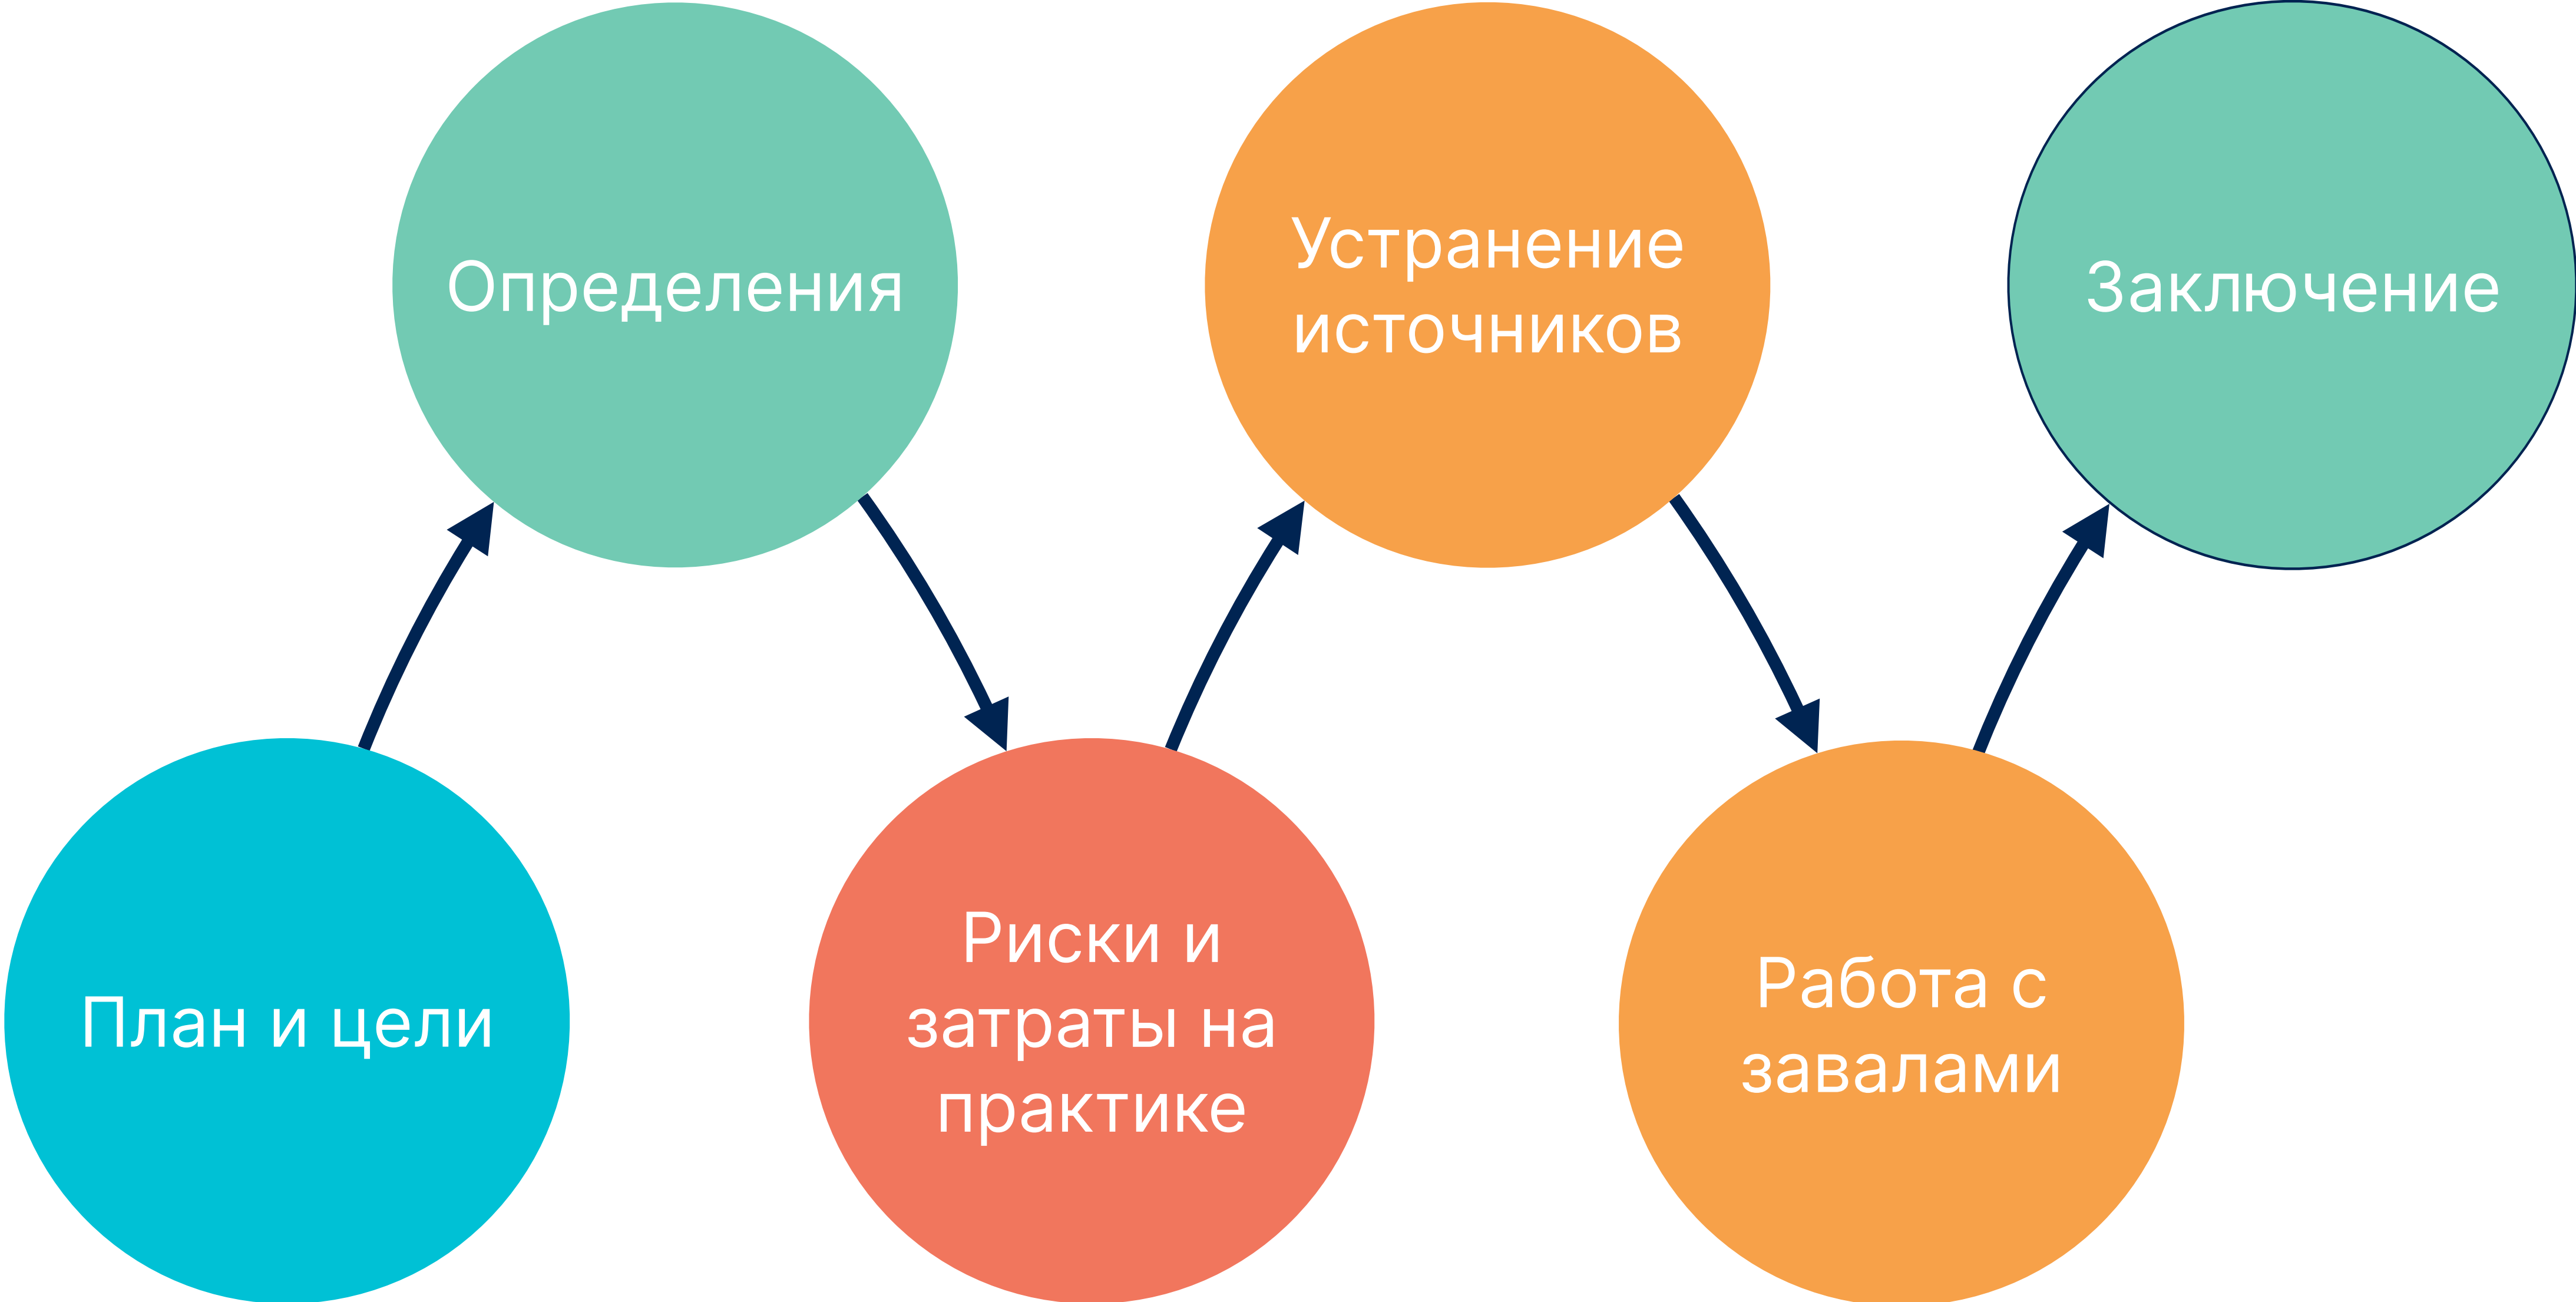 План и цели
Определения
Риски и
затраты на
практике
Устранение
источников
Работа с
завалами
Заключение